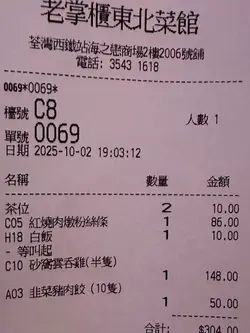 老掌櫃東北菜館
荃灣西鐵站海之戀商場2樓2006號鋪
電話: 3543 1618
0069*0069*
檯號 C8 人數 1
單號 0069
日期 2025-10-02 19:03:12
名稱 數量 金額
茶位 2 10.00
C05 紅燒肉燉粉絲條 1 86.00
H18 白飯 1 10.00
- 等叫起
C10 砂窩雲吞雞(半隻)
1 148.00
A03 韭菜豬肉餃 (10隻)
1 50.00
$304.00